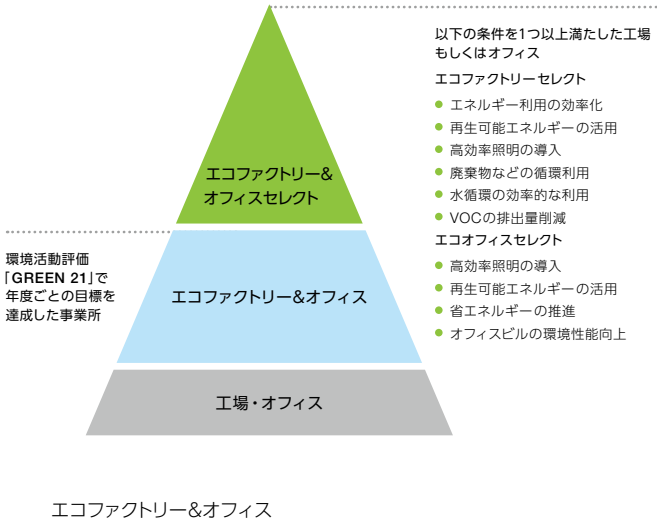 以下の条件を1つ以上満たした工場
もしくはオフィス
エコファクトリーセレクト
● エネルギー利用の効率化
● 再生可能エネルギーの活用
● 高効率照明の導入
● 廃棄物などの循環利用
● 水循環の効率的な利用
● VOCの排出量削減
エコオフィスセレクト
● 高効率照明の導入
● 再生可能エネルギーの活用
● 省エネルギーの推進
● オフィスビルの環境性能向上
エコファクトリー&
オフィスセレクト
環境活動評価
「GREEN 21」で
年度ごとの目標を
達成した事業所
エコファクトリー&オフィス
工場・オフィス
エコファクトリー&オフィス